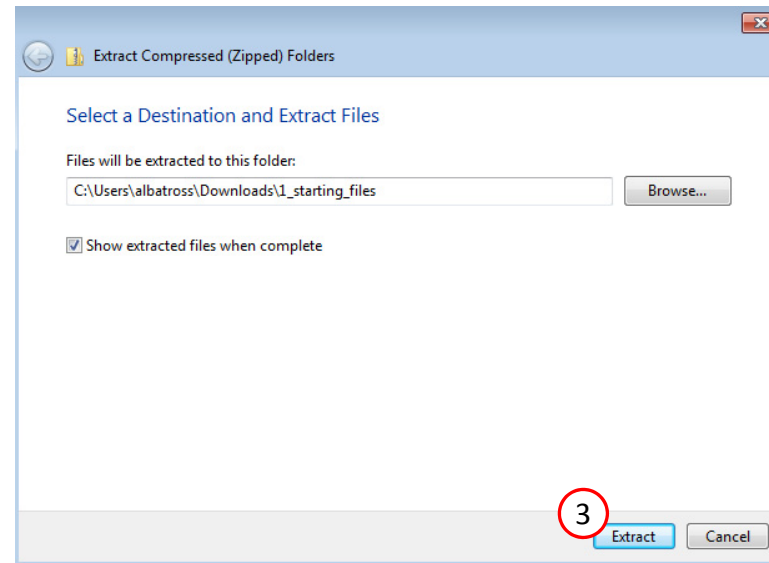 Extract Compressed (Zipped) Folders
Select a Destination and Extract Files
Files will be extracted to this folder:
C:\Users\albatross\Downloads\1_starting_files
Browse...
Show extracted files when complete
3
Extract
Cancel